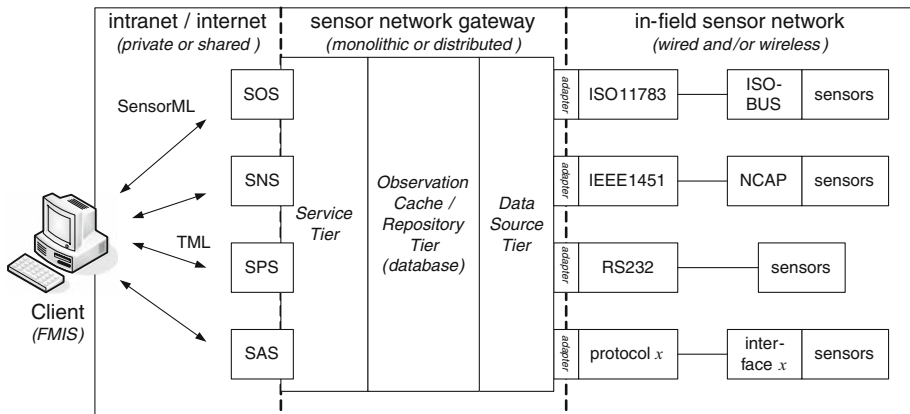 intranet / internet
(private or shared )
sensor network gateway
(monolithic or distributed )
in-field sensor network
(wired and/or wireless )
SensorML
TML
Client
(FMIS)
SOS
SNS
SPS
SAS
Service
Tier
Observation
Cache /
Repository
Tier
(database)
Data
Source
Tier
adapter
ISO11783
ISO-
BUS
sensors
adapter
IEEE1451
NCAP
sensors
adapter
RS232
sensors
adapter
protocol x
inter-
face x
sensors